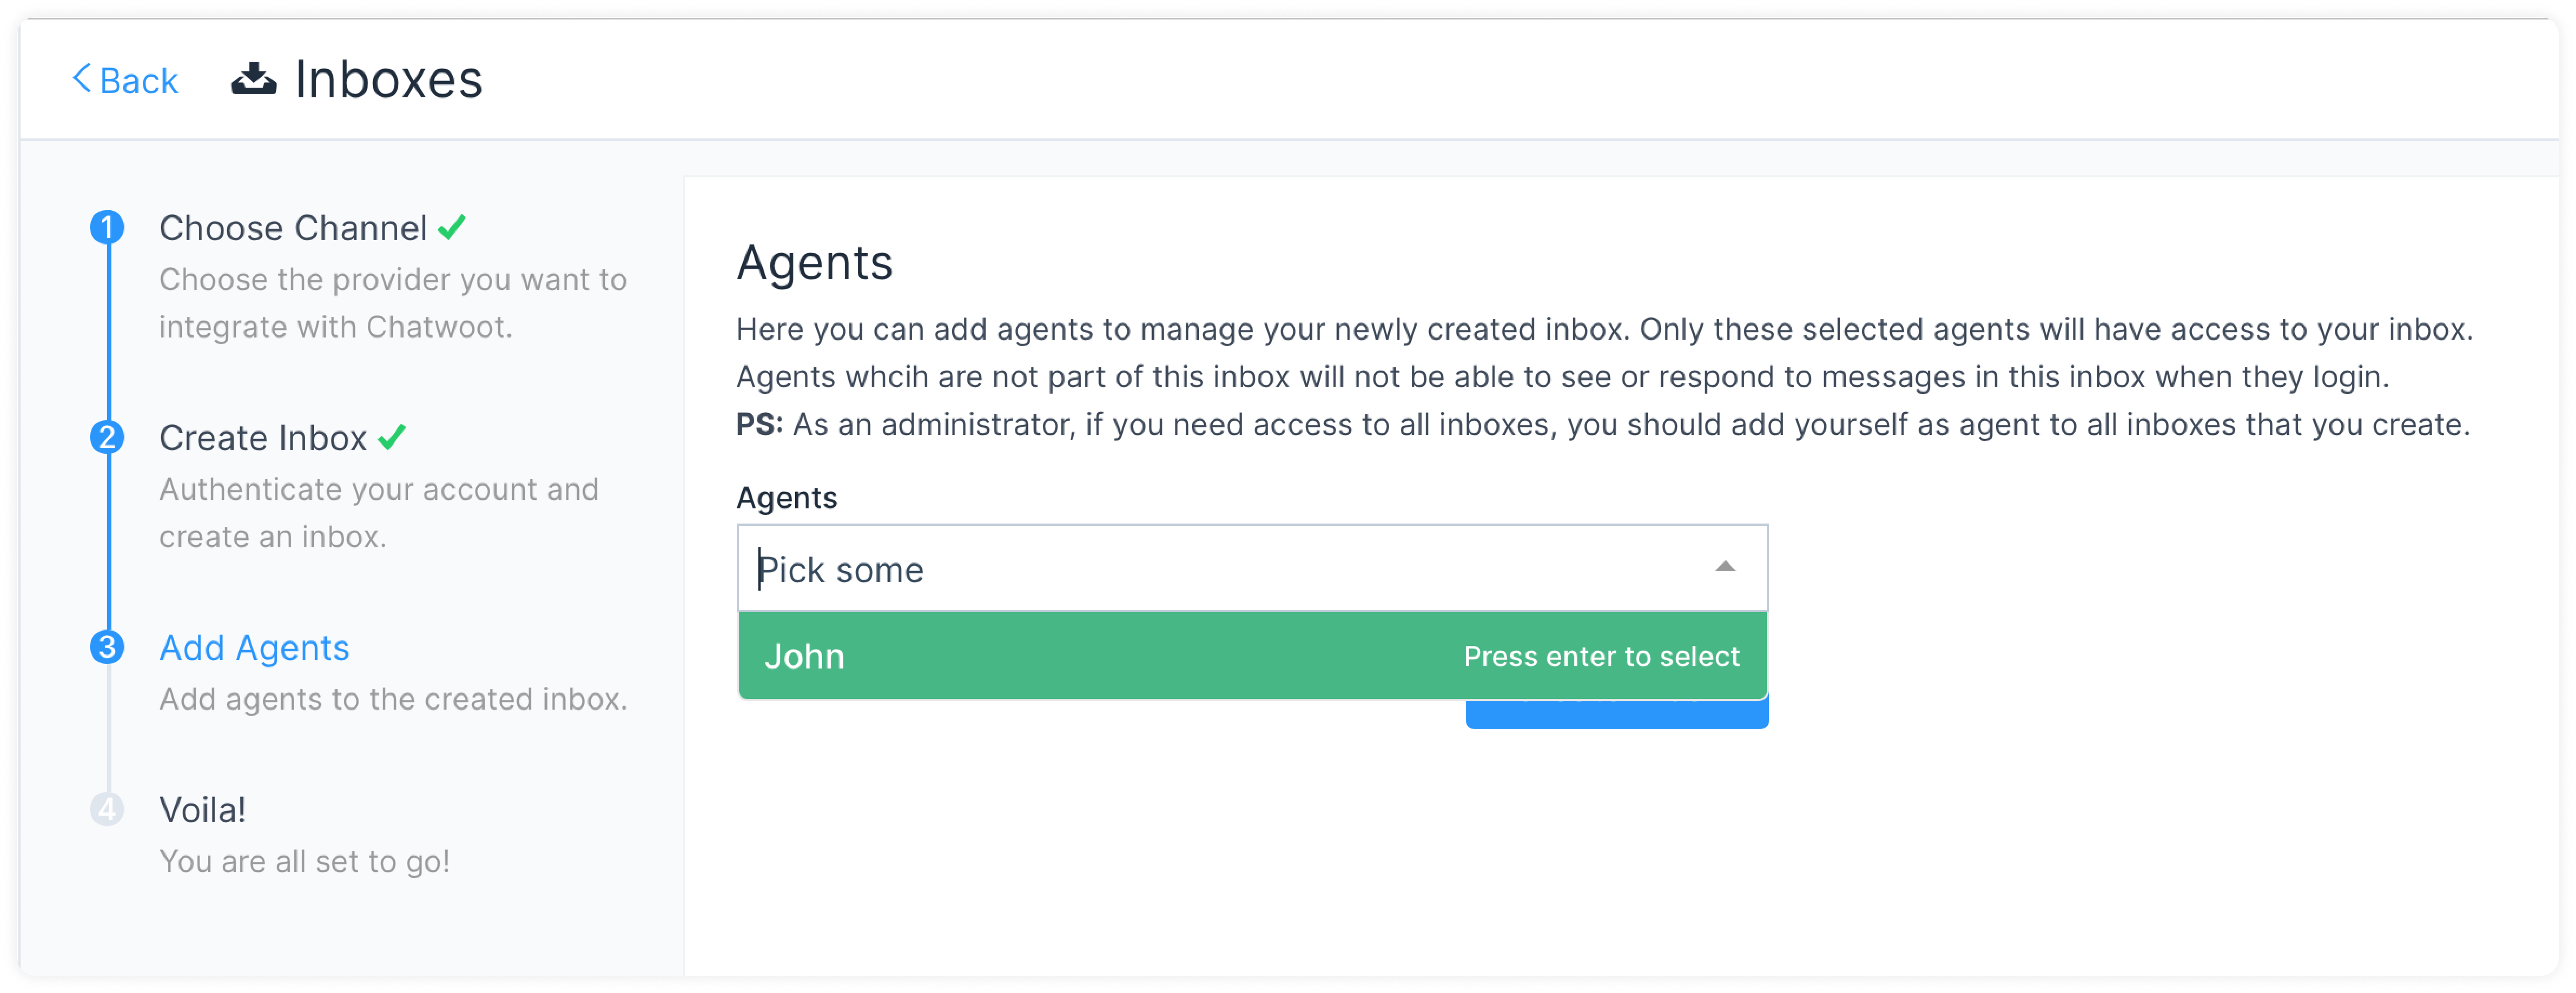 Back
Inboxes
1
Choose Channel
Choose the provider you want to
integrate with Chatwoot.
2
Create Inbox
Authenticate your account and
create an inbox.
3
Add Agents
Add agents to the created inbox.
4
Voila!
You are all set to go!
Agents
Here you can add agents to manage your newly created inbox. Only these selected agents will have access to your inbox.
Agents whcih are not part of this inbox will not be able to see or respond to messages in this inbox when they login.
PS: As an administrator, if you need access to all inboxes, you should add yourself as agent to all inboxes that you create.
Agents
Pick some
John
Press enter to select